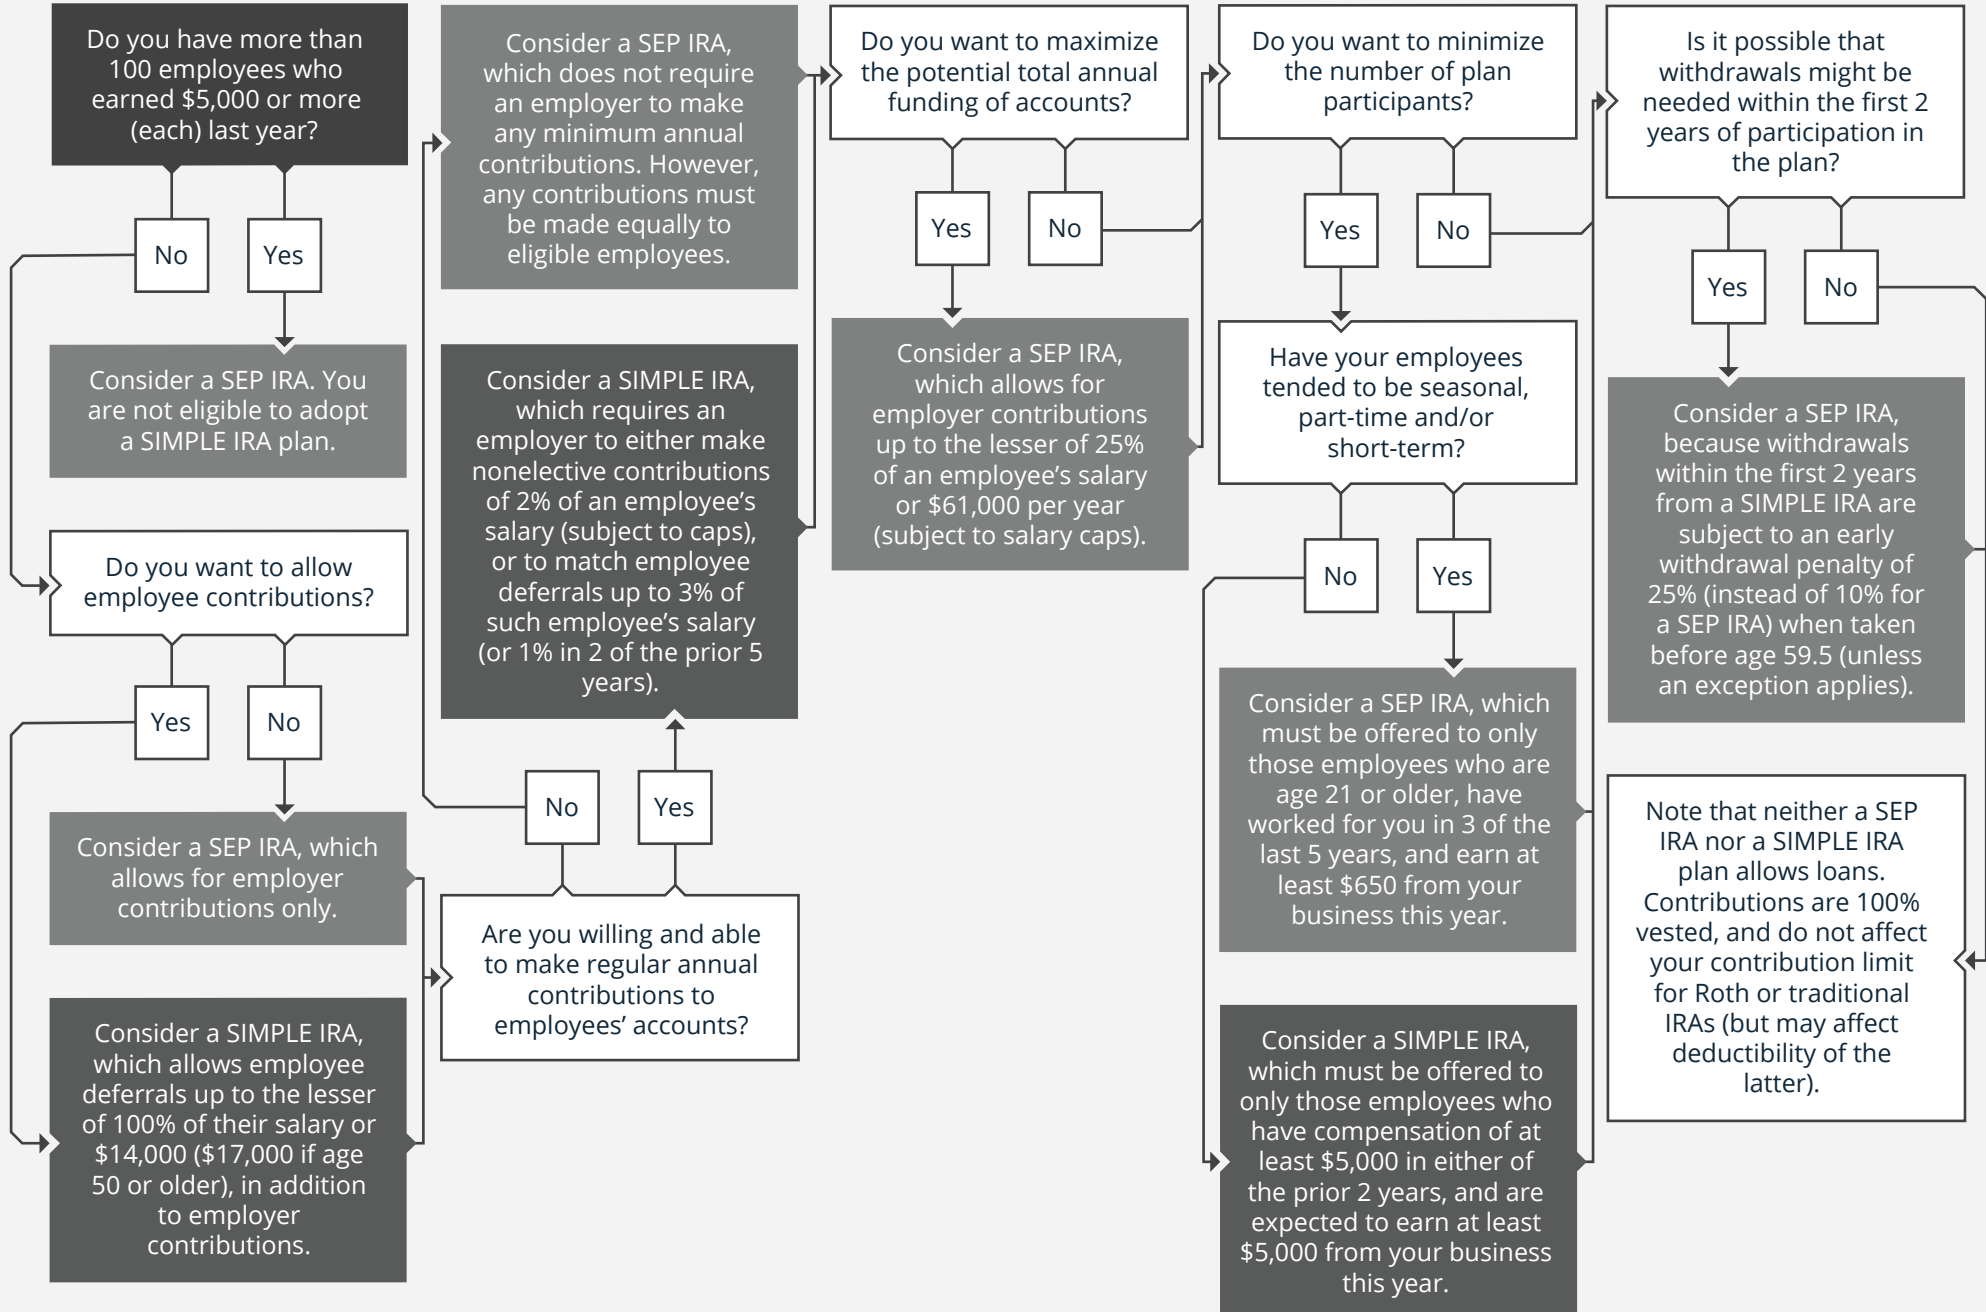 Do you have more than
100 employees who
earned $5,000 or more
(each) last year?
No
Yes
Consider a SEP IRA. You
are not eligible to adopt
a SIMPLE IRA plan.
Do you want to allow
employee contributions?
Yes
No
Consider a SEP IRA, which
allows for employer
contributions only.
Consider a SIMPLE IRA,
which allows employee
deferrals up to the lesser
of 100% of their salary or
$14,000 ($17,000 if age
50 or older), in addition
to employer
contributions.
Consider a SEP IRA,
which does not require
an employer to make
any minimum annual
contributions. However,
any contributions must
be made equally to
eligible employees.
Consider a SIMPLE IRA,
which requires an
employer to either make
nonelective contributions
of 2% of an employee’s
salary (subject to caps),
or to match employee
deferrals up to 3% of
such employee’s salary
(or 1% in 2 of the prior 5
years).
No
Yes
Are you willing and able
to make regular annual
contributions to
employees’ accounts?
Do you want to maximize
the potential total annual
funding of accounts?
Yes
No
Consider a SEP IRA,
which allows for
employer contributions
up to the lesser of 25%
of an employee’s salary
or $61,000 per year
(subject to salary caps).
Do you want to minimize
the number of plan
participants?
Yes
No
Have your employees
tended to be seasonal,
part-time and/or
short-term?
No
Yes
Consider a SEP IRA, which
must be offered to only
those employees who are
age 21 or older, have
worked for you in 3 of the
last 5 years, and earn at
least $650 from your
business this year.
Consider a SIMPLE IRA,
which must be offered to
only those employees who
have compensation of at
least $5,000 in either of
the prior 2 years, and are
expected to earn at least
$5,000 from your business
this year.
Is it possible that
withdrawals might be
needed within the first 2
years of participation in
the plan?
Yes
No
Consider a SEP IRA,
because withdrawals
within the first 2 years
from a SIMPLE IRA are
subject to an early
withdrawal penalty of
25% (instead of 10% for
a SEP IRA) when taken
before age 59.5 (unless
an exception applies).
Note that neither a SEP
IRA nor a SIMPLE IRA
plan allows loans.
Contributions are 100%
vested, and do not affect
your contribution limit
for Roth or traditional
IRAs (but may affect
deductibility of the
latter).